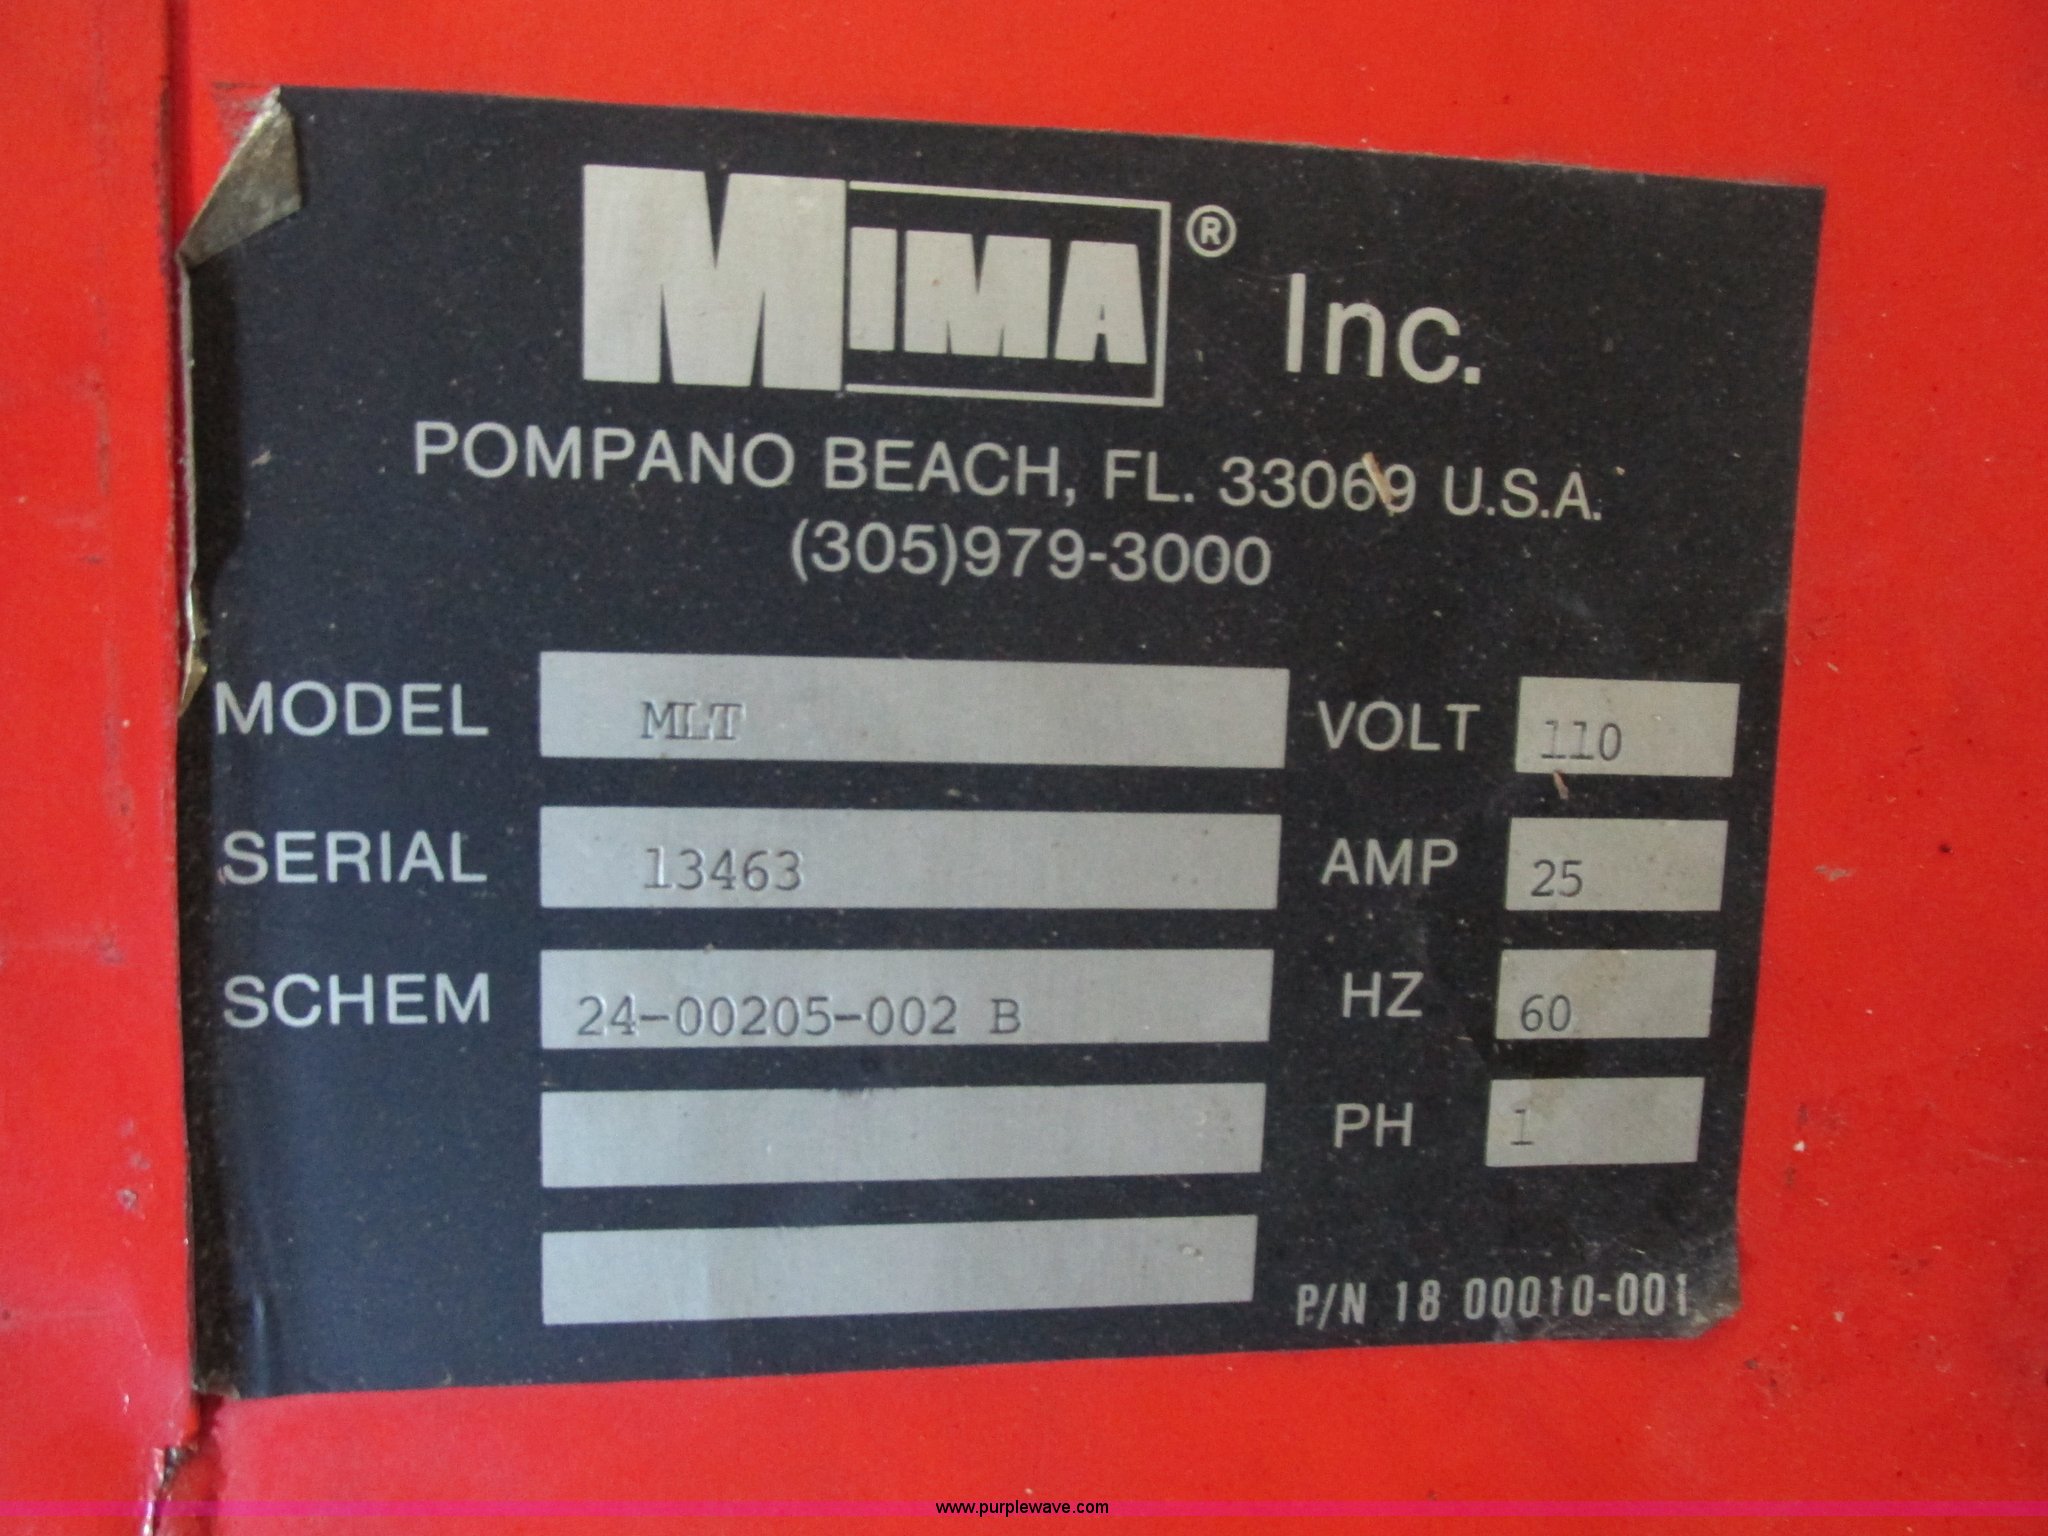 MIMA® Inc.
POMPANO BEACH, FL. 33069 U.S.A.
(305)979-3000
MODEL MLT VOLT 110
SERIAL 13463 AMP 25
SCHEM 24-00205-002 B HZ 60
PH 1
P/N 18 00010-001
www.purplewave.com